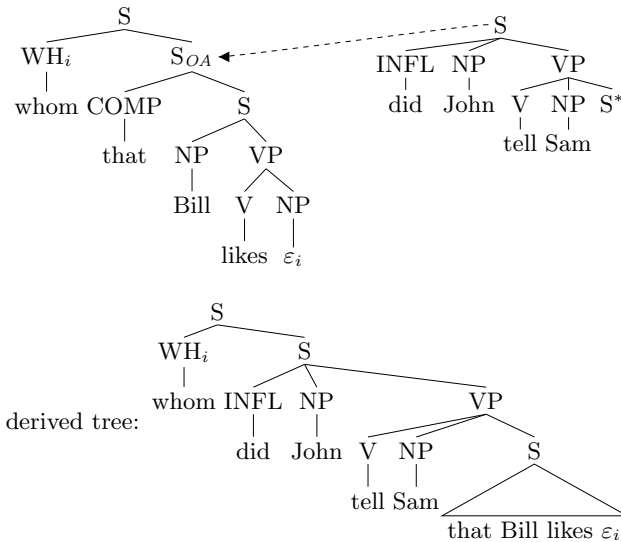 S S
WHᵢ S_OA INFL NP VP
whom COMP S did John V NP S*
that NP VP tell Sam
Bill V NP
likes εᵢ
S
WHᵢ S
whom INFL NP VP
derived tree:
did John V NP S
tell Sam
that Bill likes εᵢ